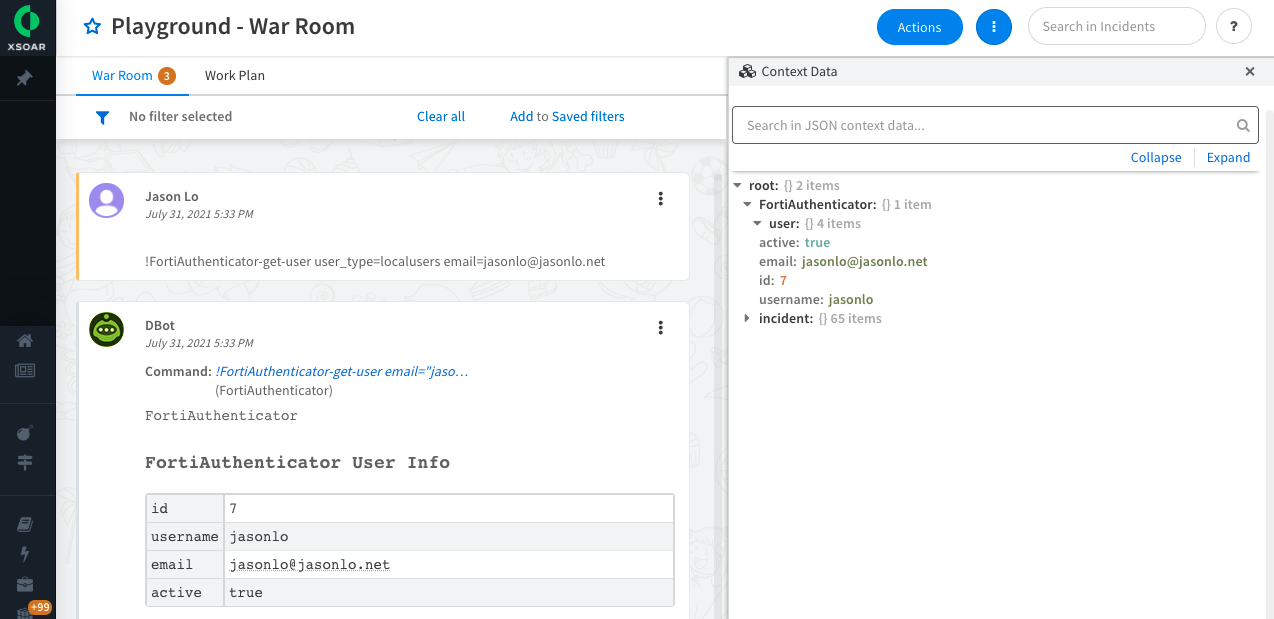 XSOAR
Playground - War Room
Actions
Search in Incidents
?
War Room 3
Work Plan
No filter selected
Clear all
Add to Saved filters
Jason Lo
July 31, 2021 5:33 PM
!FortiAuthenticator-get-user user_type=localusers email=jasonlo@jasonlo.net
DBot
July 31, 2021 5:33 PM
Command: !FortiAuthenticator-get-user email="jaso…
(FortiAuthenticator)
FortiAuthenticator
FortiAuthenticator User Info
id 7
username jasonlo
email jasonlo@jasonlo.net
active true
+99
Context Data
Search in JSON context data...
Collapse
Expand
root: {} 2 items
FortiAuthenticator: {} 1 item
user: {} 4 items
active: true
email: jasonlo@jasonlo.net
id: 7
username: jasonlo
incident: {} 65 items